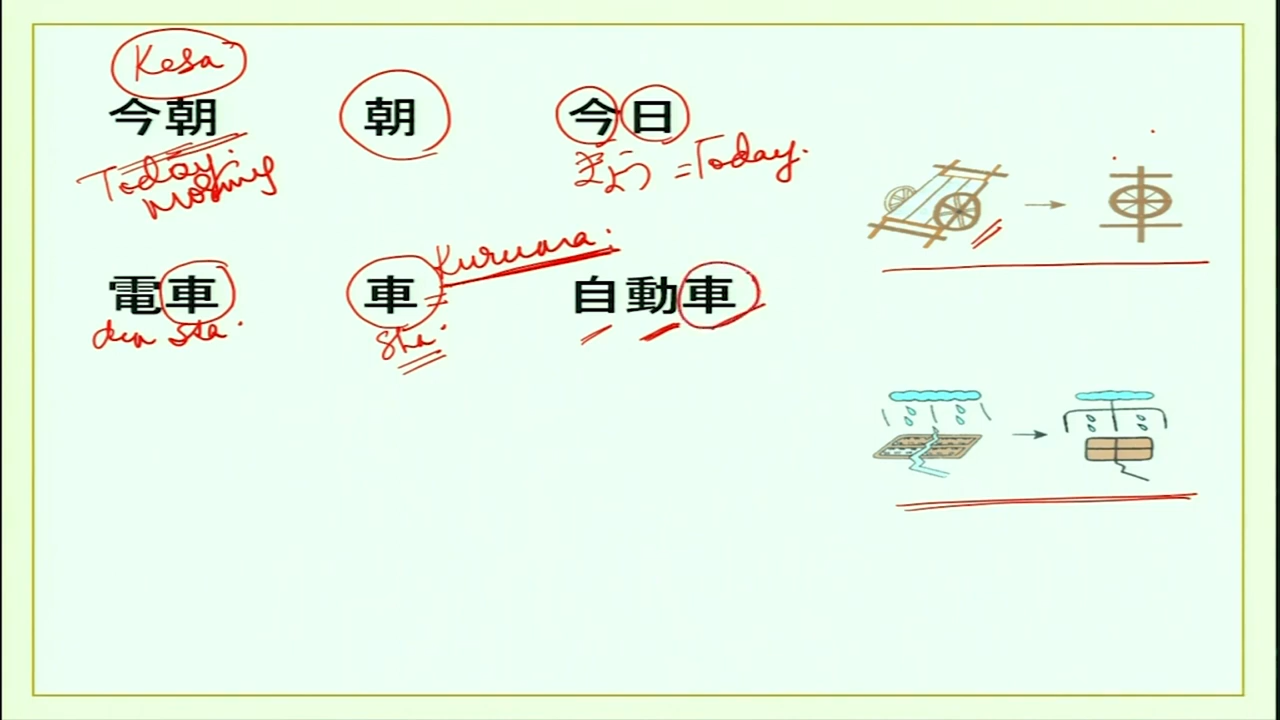 Kesa
今朝 朝 今日
Today. きょう = Today.
morning
Kuruma.
電車 車 = 自動車
den sha. sha.